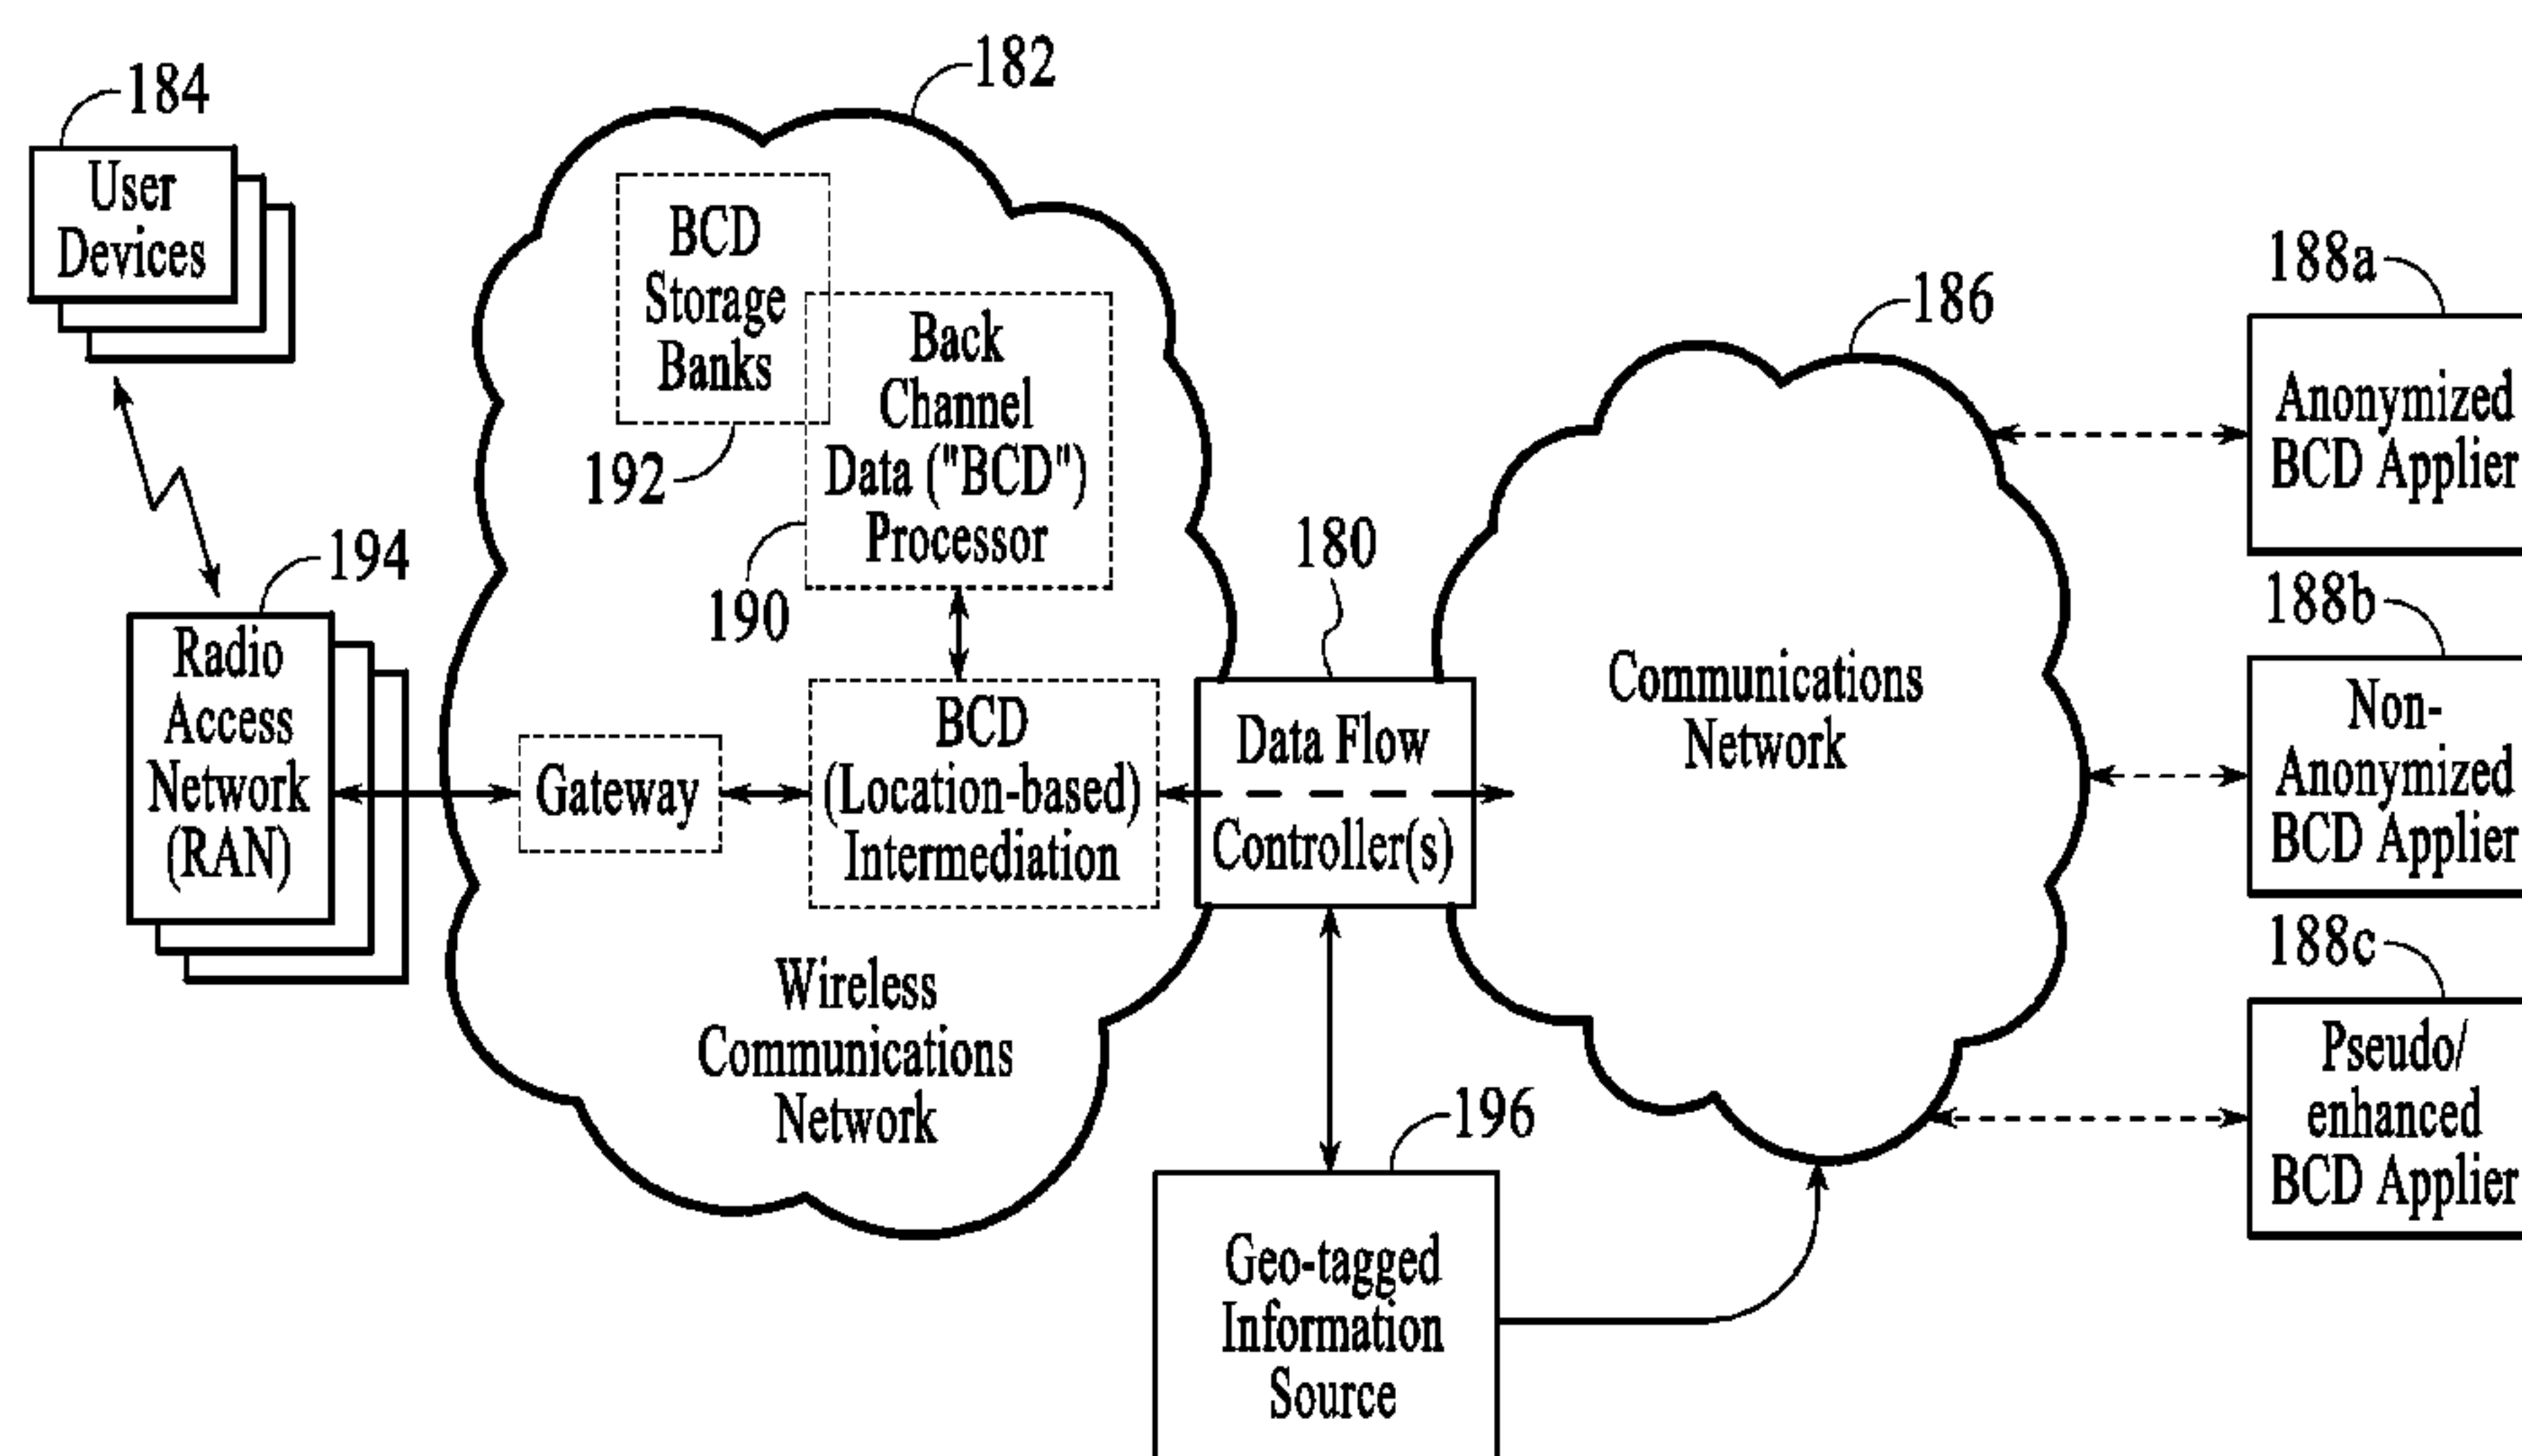 184
User
Devices
194
Radio
Access
Network
(RAN)
182
BCD
Storage
Banks
192
Back
Channel
Data ("BCD")
Processor
190
Gateway
BCD
(Location-based)
Intermediation
Wireless
Communications
Network
180
Data Flow
Controller(s)
186
Communications
Network
196
Geo-tagged
Information
Source
188a
Anonymized
BCD Applier
188b
Non-
Anonymized
BCD Applier
188c
Pseudo/
enhanced
BCD Applier